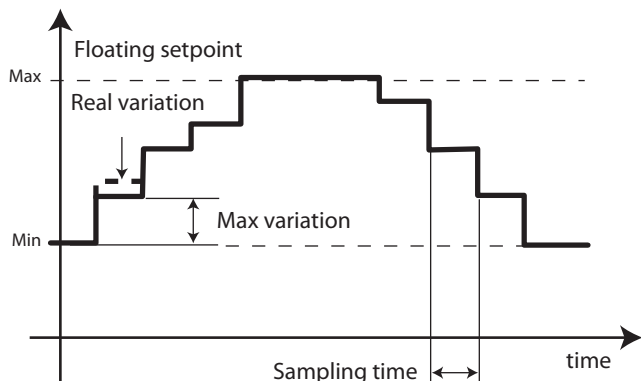 Floating setpoint
Max
Real variation
Max variation
Min
time
Sampling time